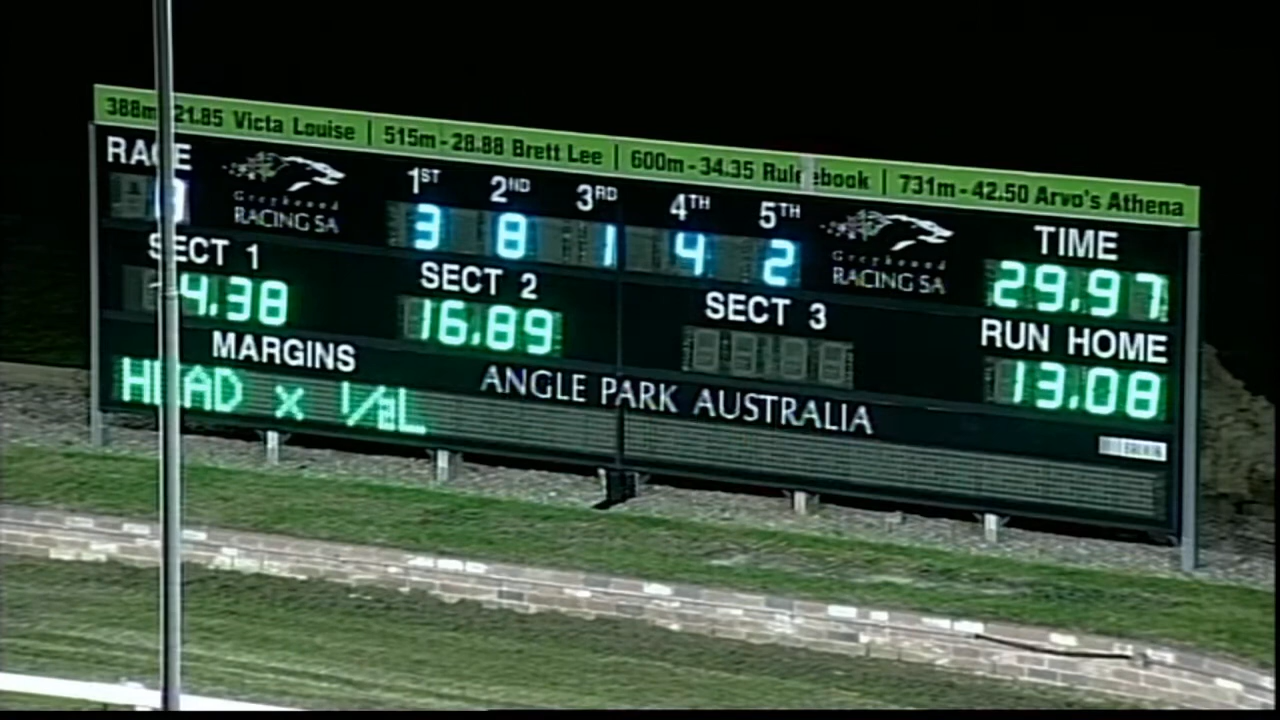 388m 21.85 Victa Louise | 515m - 28.88 Brett Lee | 600m - 34.35 Rulebook | 731m - 42.50 Arvo's Athena
RACE
Greyhound
RACING SA
1ST 2ND 3RD 4TH 5TH
3 8 1 4 2
Greyhound
RACING SA
TIME
29.97
SECT 1
4.38
SECT 2
16.89
SECT 3
RUN HOME
13.08
MARGINS
HEAD x 1/2L
ANGLE PARK AUSTRALIA